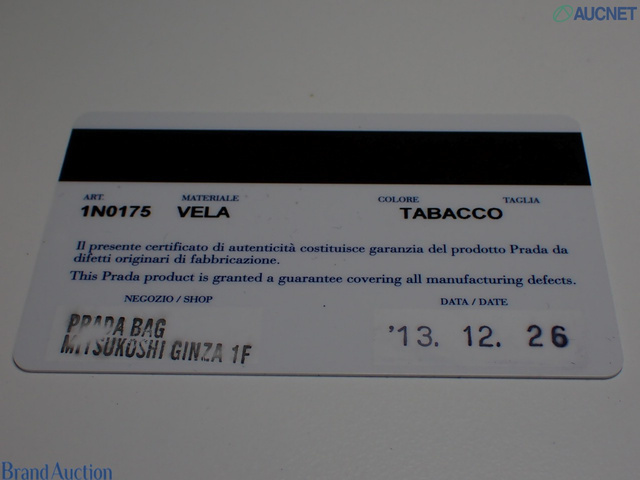 AUCNET
ART. MATERIALE COLORE TAGLIA
1N0175 VELA TABACCO
Il presente certificato di autenticità costituisce garanzia del prodotto Prada da
difetti originari di fabbricazione.
This Prada product is granted a guarantee covering all manufacturing defects.
NEGOZIO / SHOP DATA / DATE
PRADA BAG
MITSUKOSHI GINZA 1F
'13. 12. 26
BrandAuction